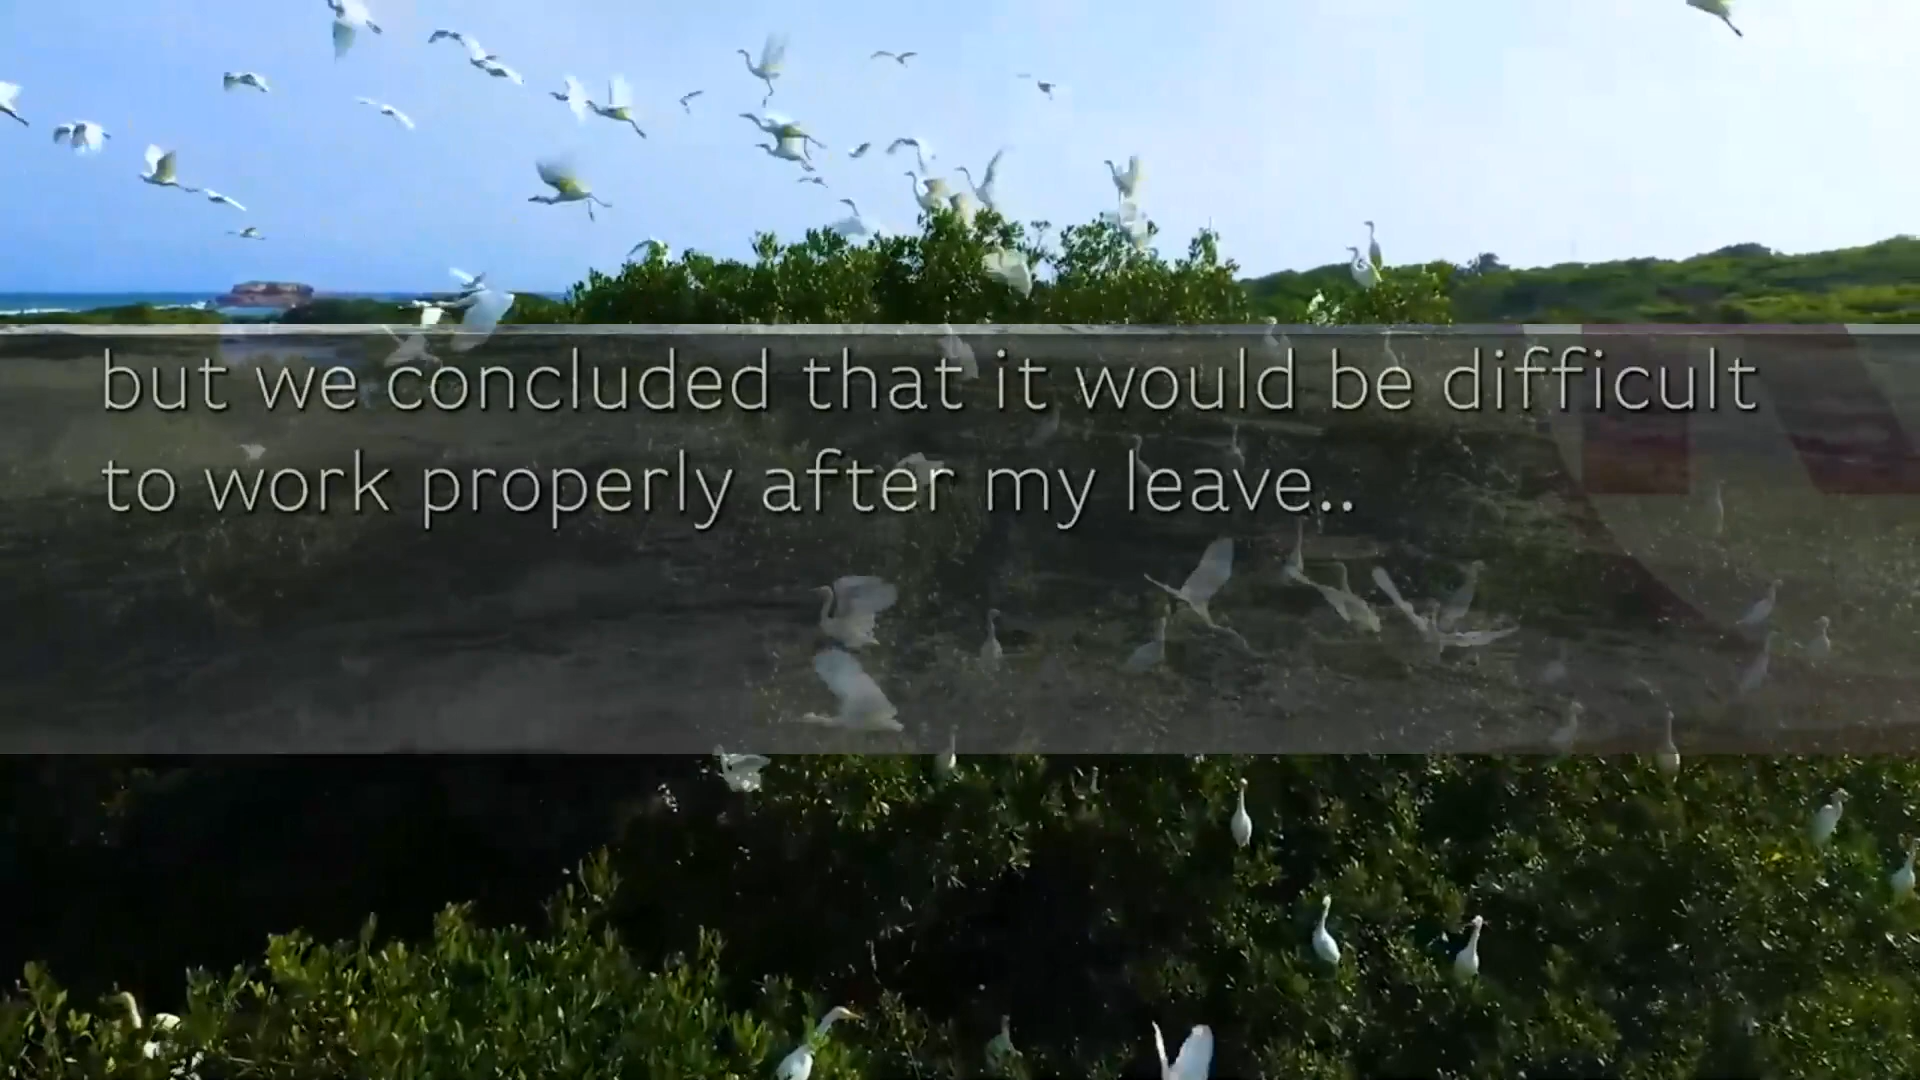 but we concluded that it would be difficult
to work properly after my leave..